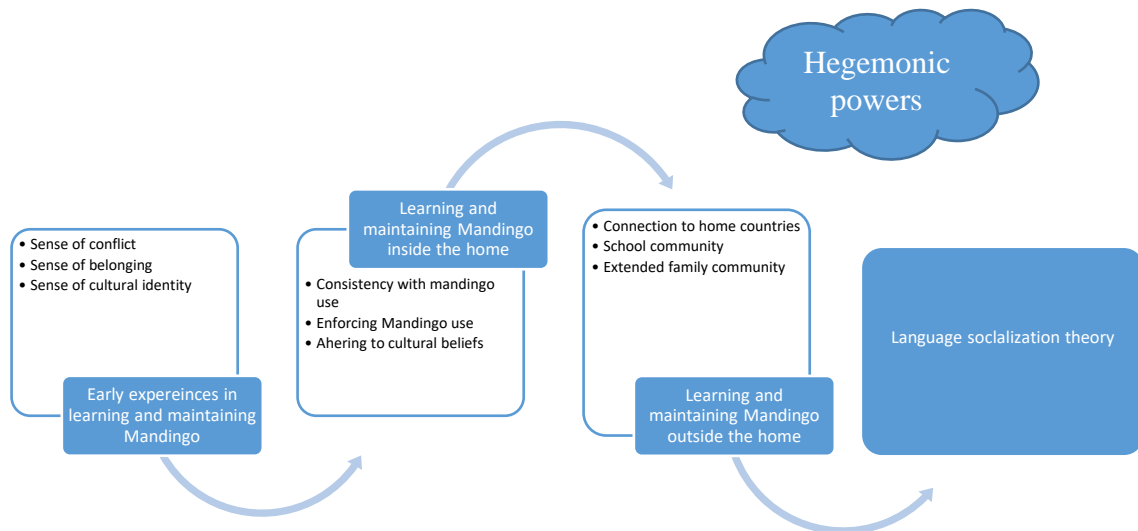 Hegemonic
powers
• Sense of conflict
• Sense of belonging
• Sense of cultural identity
Early expereinces in
learning and maintaining
Mandingo
Learning and
maintaining Mandingo
inside the home
• Consistency with mandingo
use
• Enforcing Mandingo use
• Ahering to cultural beliefs
• Connection to home countries
• School community
• Extended family community
Learning and
maintaining Mandingo
outside the home
Language soclalization theory